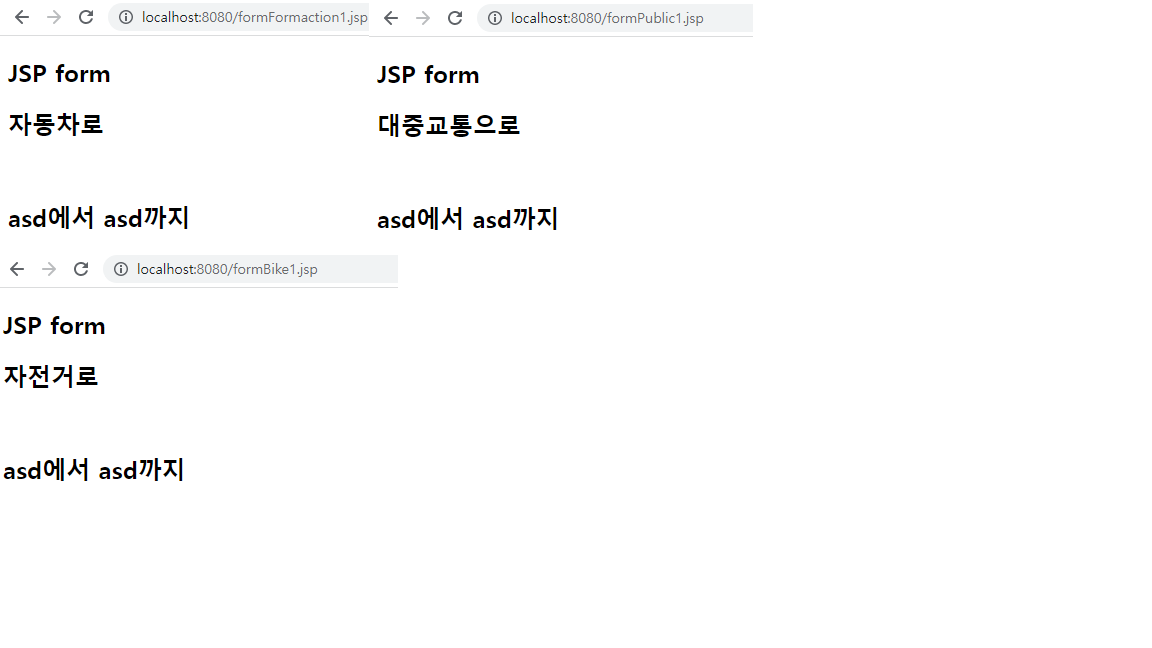 localhost:8080/formFormaction1.jsp
JSP form
자동차로
asd에서 asd까지
localhost:8080/formPublic1.jsp
JSP form
대중교통으로
asd에서 asd까지
localhost:8080/formBike1.jsp
JSP form
자전거로
asd에서 asd까지